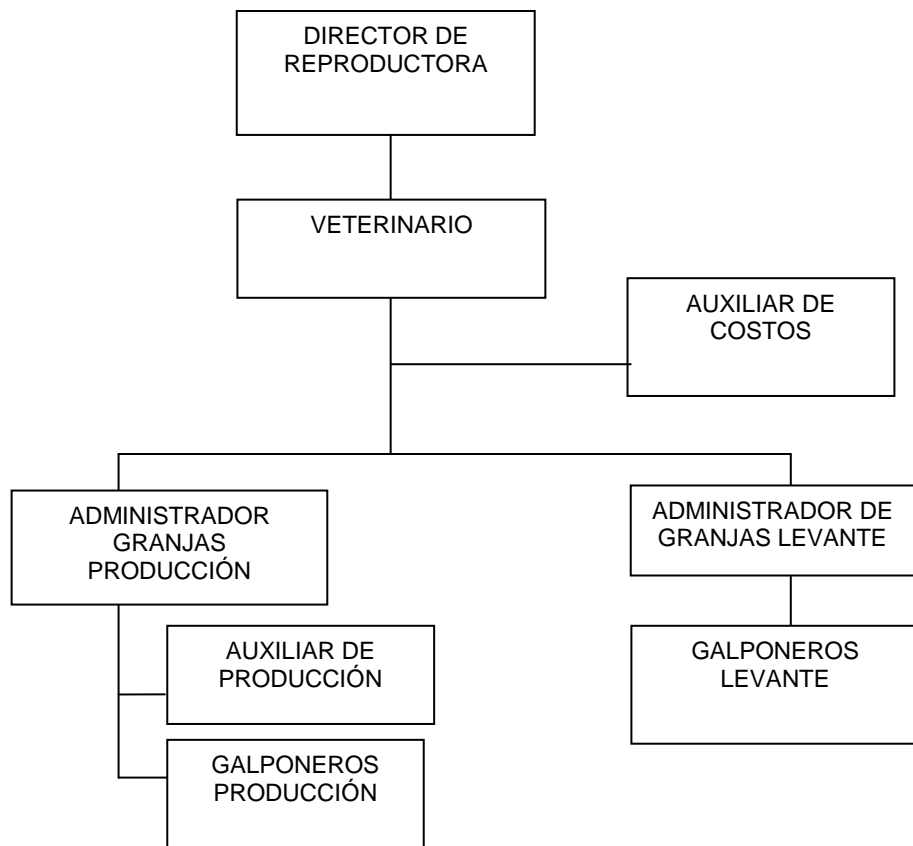 DIRECTOR DE
REPRODUCTORA
VETERINARIO
AUXILIAR DE
COSTOS
ADMINISTRADOR
GRANJAS
PRODUCCIÓN
ADMINISTRADOR DE
GRANJAS LEVANTE
AUXILIAR DE
PRODUCCIÓN
GALPONEROS
LEVANTE
GALPONEROS
PRODUCCIÓN